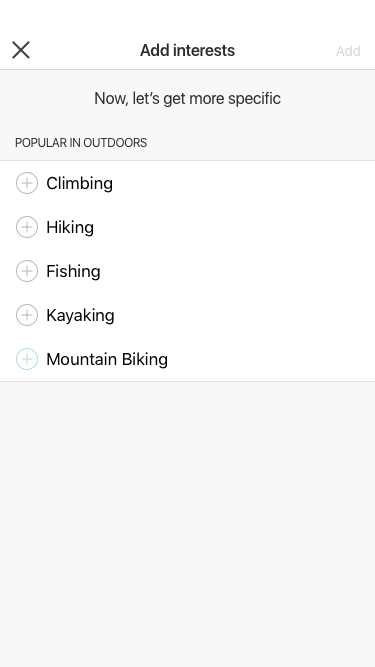 Add interests
Add
Now, let's get more specific
POPULAR IN OUTDOORS
Climbing
Hiking
Fishing
Kayaking
Mountain Biking